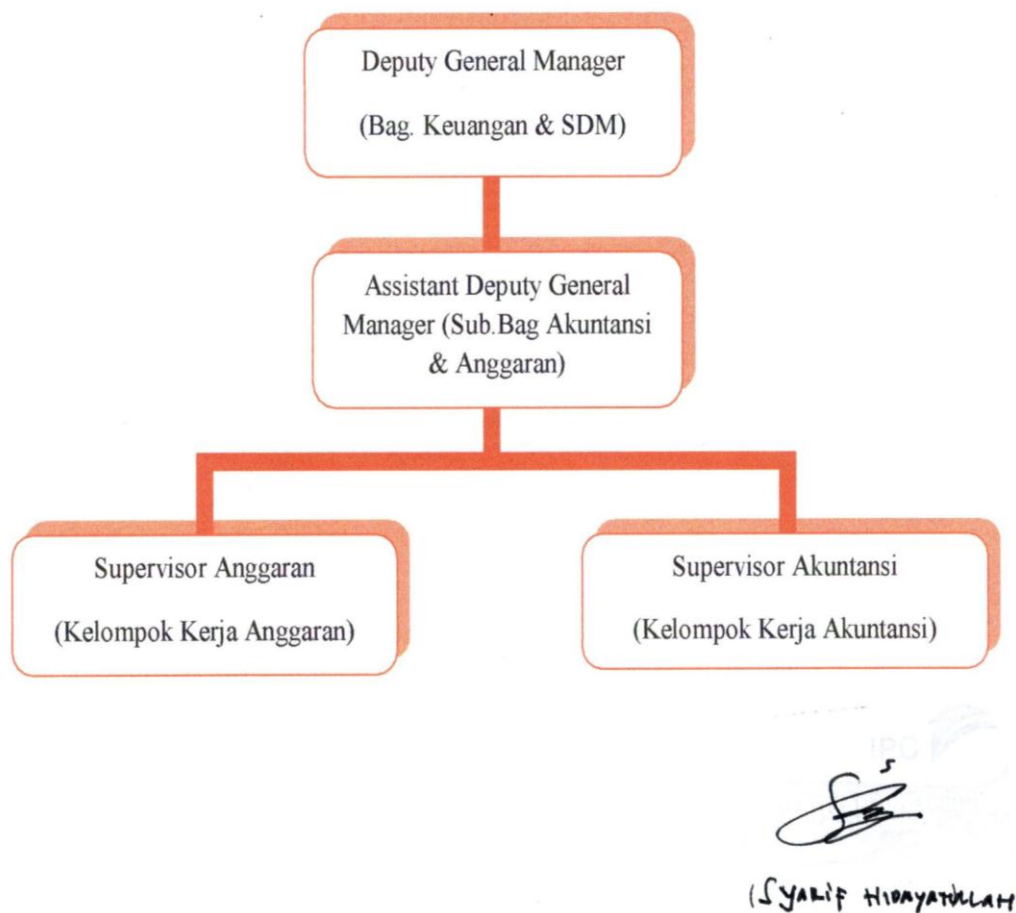 Deputy General Manager
(Bag. Keuangan & SDM)
Assistant Deputy General
Manager (Sub.Bag Akuntansi
& Anggaran)
Supervisor Anggaran
(Kelompok Kerja Anggaran)
Supervisor Akuntansi
(Kelompok Kerja Akuntansi)
IPC
(SYARIF HIDAYATULLAH